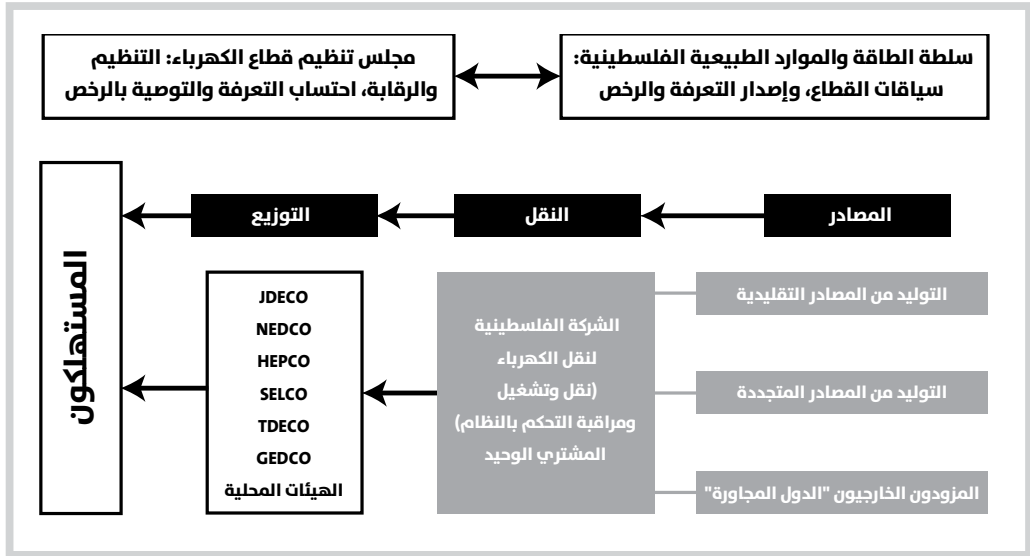 سلطة الطاقة والموارد الطبيعية الفلسطينية:
سياقات القطاع، وإصدار التعرفة والرخص
مجلس تنظيم قطاع الكهرباء: التنظيم
والرقابة، احتساب التعرفة والتوصية بالرخص
المصادر
النقل
التوزيع
المستهلكون
التوليد من المصادر التقليدية
التوليد من المصادر المتجددة
المزودون الخارجيون "الدول المجاورة"
الشركة الفلسطينية
لنقل الكهرباء
(نقل وتشغيل
ومراقبة التحكم بالنظام)
المشتري الوحيد
JDECO
NEDCO
HEPCO
SELCO
TDECO
GEDCO
الهيئات المحلية